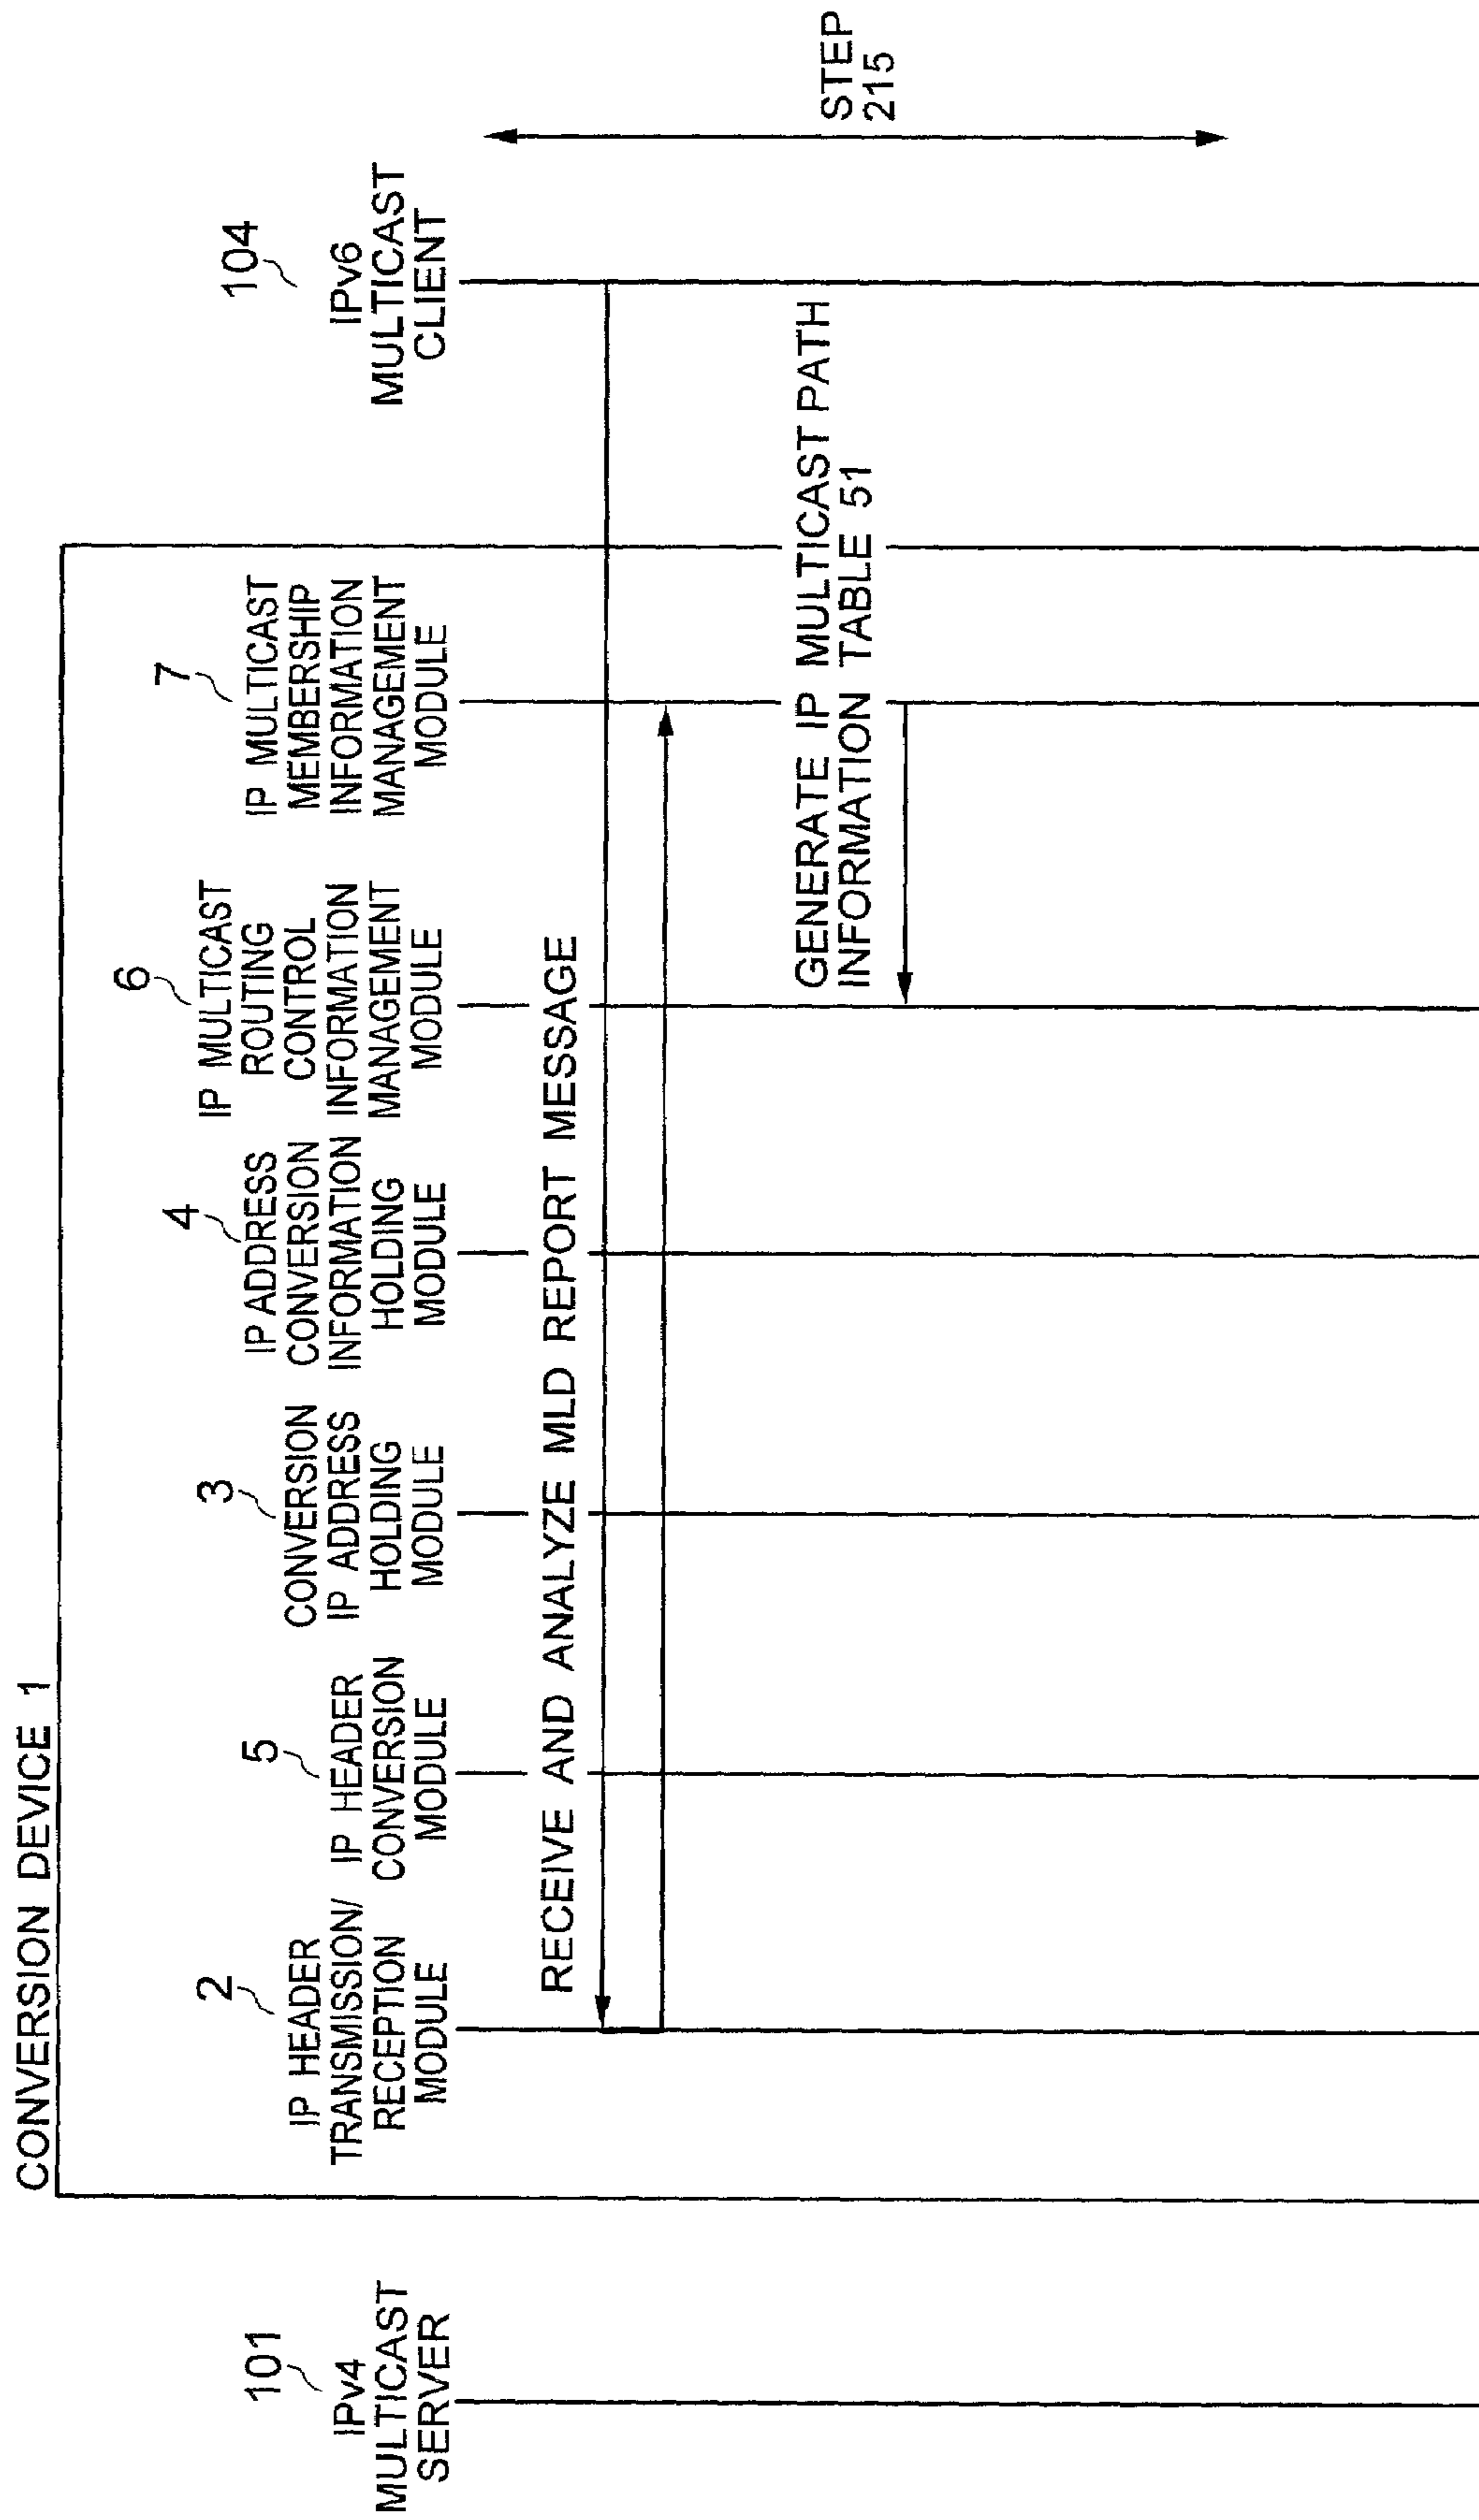 CONVERSION DEVICE 1
101
IPv4
MULTICAST
SERVER
2
IP HEADER
TRANSMISSION/
RECEPTION
MODULE
5
IP HEADER
CONVERSION
MODULE
3
CONVERSION
IP ADDRESS
HOLDING
MODULE
4
IP ADDRESS
CONVERSION
INFORMATION
HOLDING
MODULE
6
IP MULTICAST
ROUTING
CONTROL
INFORMATION
MANAGEMENT
MODULE
7
IP MULTICAST
MEMBERSHIP
INFORMATION
MANAGEMENT
MODULE
104
IPv6
MULTICAST
CLIENT
RECEIVE AND ANALYZE MLD REPORT MESSAGE
GENERATE IP MULTICAST PATH
INFORMATION TABLE 51
STEP
215